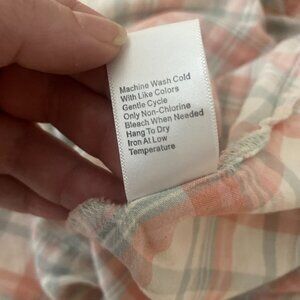 Machine Wash Cold
With Like Colors
Gentle Cycle
Only Non-Chlorine
Bleach When Needed
Hang To Dry
Iron At Low
Temperature